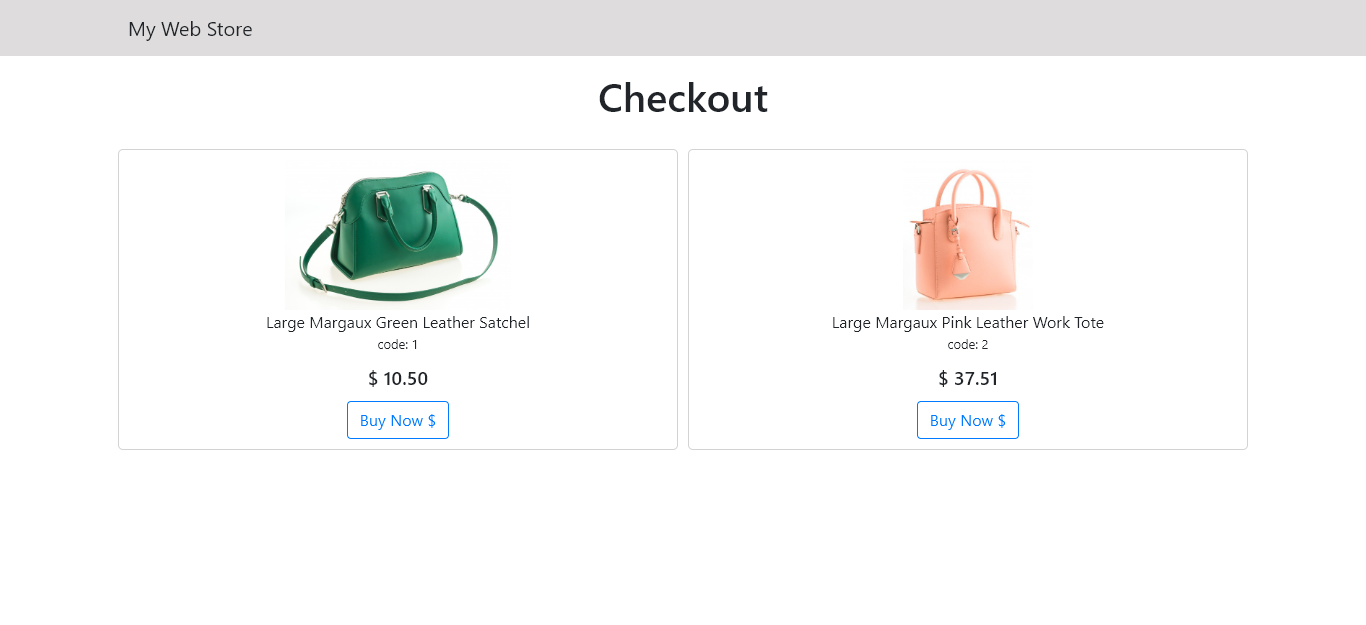 My Web Store
Checkout
Large Margaux Green Leather Satchel
code: 1
$ 10.50
Buy Now $
Large Margaux Pink Leather Work Tote
code: 2
$ 37.51
Buy Now $